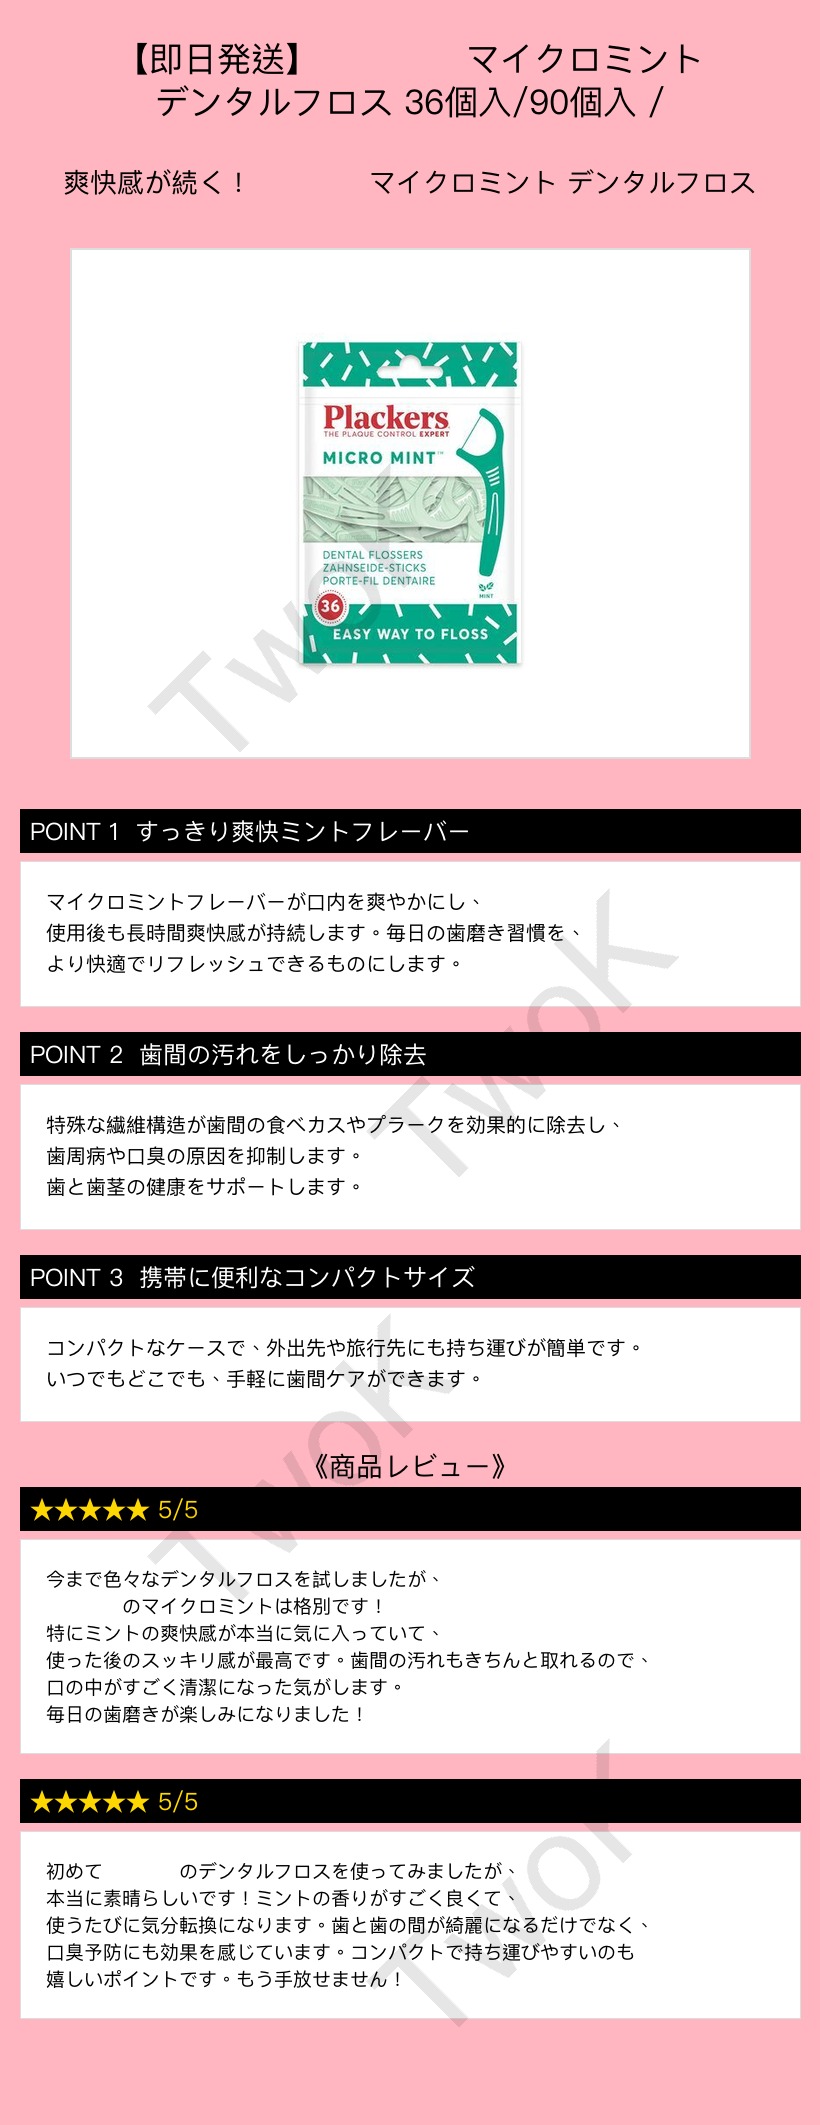 【即日発送】 マイクロミント
デンタルフロス 36個入/90個入 /
爽快感が続く！ マイクロミント デンタルフロス
Plackers
THE PLAQUE CONTROL EXPERT
MICRO MINT™
DENTAL FLOSSERS
ZAHNSEIDE-STICKS
PORTE-FIL DENTAIRE
MINT
36
EASY WAY TO FLOSS
TwoK
POINT 1 すっきり爽快ミントフレーバー
マイクロミントフレーバーが口内を爽やかにし、
使用後も長時間爽快感が持続します。毎日の歯磨き習慣を、
より快適でリフレッシュできるものにします。
TwoK
POINT 2 歯間の汚れをしっかり除去
特殊な繊維構造が歯間の食べカスやプラークを効果的に除去し、
歯周病や口臭の原因を抑制します。
歯と歯茎の健康をサポートします。
POINT 3 携帯に便利なコンパクトサイズ
コンパクトなケースで、外出先や旅行先にも持ち運びが簡単です。
いつでもどこでも、手軽に歯間ケアができます。
TwoK
《商品レビュー》
★★★★★ 5/5
今まで色々なデンタルフロスを試しましたが、
のマイクロミントは格別です！
特にミントの爽快感が本当に気に入っていて、
使った後のスッキリ感が最高です。歯間の汚れもきちんと取れるので、
口の中がすごく清潔になった気がします。
毎日の歯磨きが楽しみになりました！
★★★★★ 5/5
初めて のデンタルフロスを使ってみましたが、
本当に素晴らしいです！ミントの香りがすごく良くて、
使うたびに気分転換になります。歯と歯の間が綺麗になるだけでなく、
口臭予防にも効果を感じています。コンパクトで持ち運びやすいのも
嬉しいポイントです。もう手放せません！
TwoK